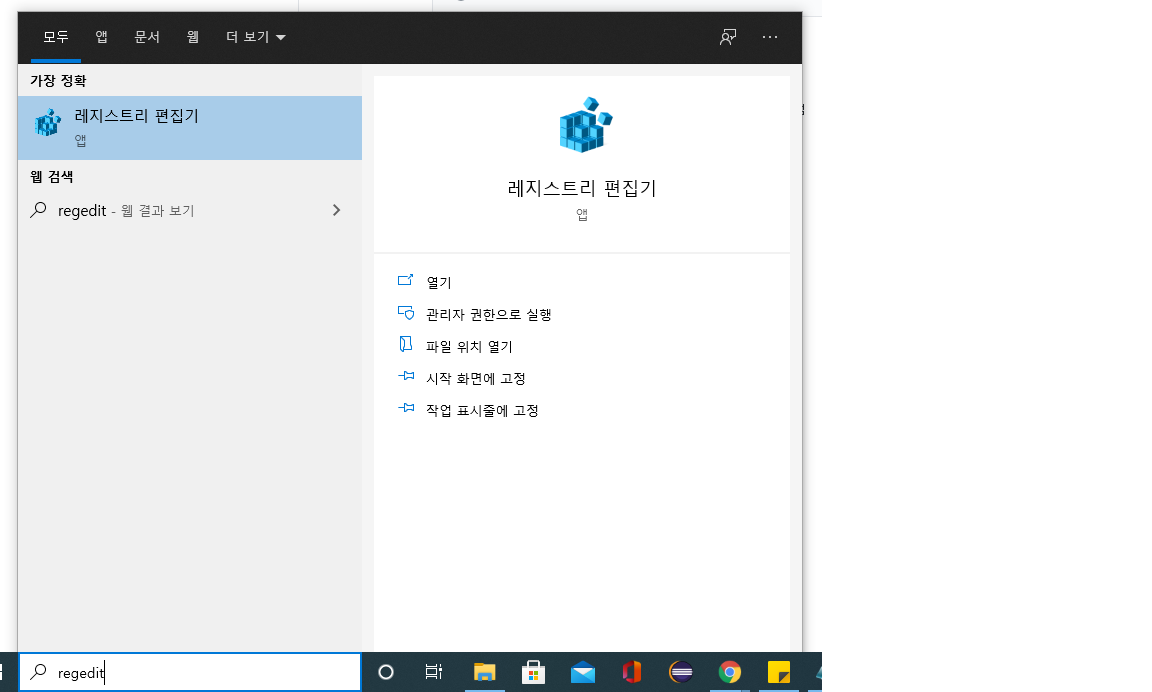 모두 앱 문서 웹 더 보기
가장 정확
레지스트리 편집기
앱
웹 검색
regedit - 웹 결과 보기
레지스트리 편집기
앱
열기
관리자 권한으로 실행
파일 위치 열기
시작 화면에 고정
작업 표시줄에 고정
regedit